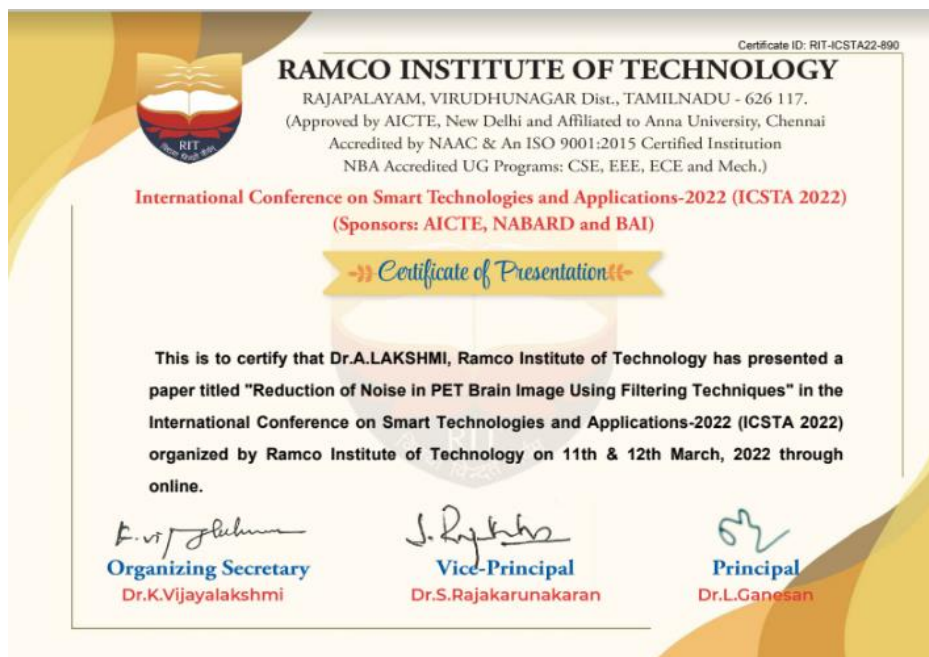 Certificate ID: RIT-ICSTA22-890
RAMCO INSTITUTE OF TECHNOLOGY
RAJAPALAYAM, VIRUDHUNAGAR Dist., TAMILNADU - 626 117.
(Approved by AICTE, New Delhi and Affiliated to Anna University, Chennai
Accredited by NAAC & An ISO 9001:2015 Certified Institution
NBA Accredited UG Programs: CSE, EEE, ECE and Mech.)
RIT
International Conference on Smart Technologies and Applications-2022 (ICSTA 2022)
(Sponsors: AICTE, NABARD and BAI)
Certificate of Presentation
This is to certify that Dr.A.LAKSHMI, Ramco Institute of Technology has presented a
paper titled "Reduction of Noise in PET Brain Image Using Filtering Techniques" in the
International Conference on Smart Technologies and Applications-2022 (ICSTA 2022)
organized by Ramco Institute of Technology on 11th & 12th March, 2022 through
online.
Organizing Secretary Vice-Principal Principal
Dr.K.Vijayalakshmi Dr.S.Rajakarunakaran Dr.L.Ganesan